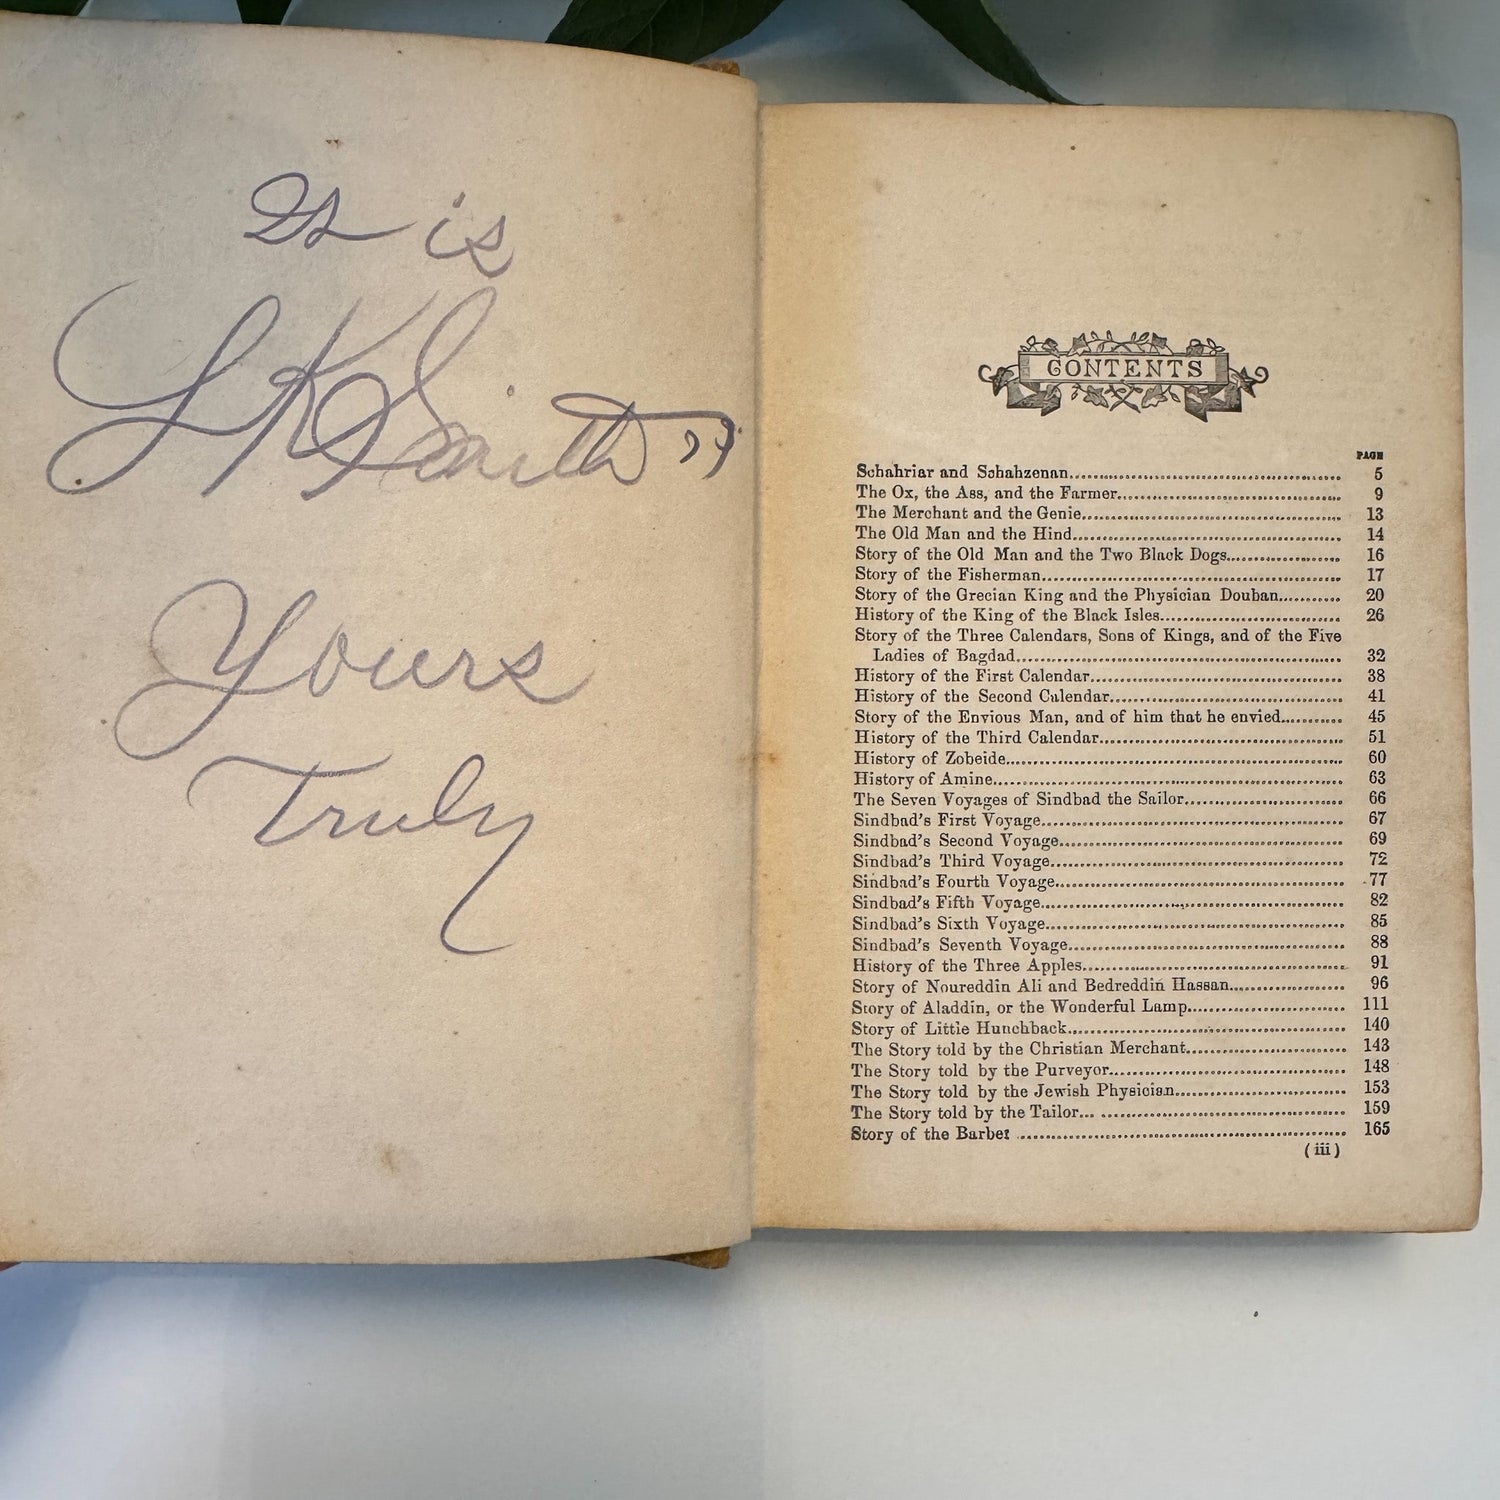 It is
L K Smith
Yours
Truly
CONTENTS
PAGE
Schahriar and Schahzenan 5
The Ox, the Ass, and the Farmer 9
The Merchant and the Genie 13
The Old Man and the Hind 14
Story of the Old Man and the Two Black Dogs 16
Story of the Fisherman 17
Story of the Grecian King and the Physician Douban 20
History of the King of the Black Isles 26
Story of the Three Calendars, Sons of Kings, and of the Five
Ladies of Bagdad 32
History of the First Calendar 38
History of the Second Calendar 41
Story of the Envious Man, and of him that he envied 45
History of the Third Calendar 51
History of Zobeide 60
History of Amine 63
The Seven Voyages of Sindbad the Sailor 66
Sindbad's First Voyage 67
Sindbad's Second Voyage 69
Sindbad's Third Voyage 72
Sindbad's Fourth Voyage 77
Sindbad's Fifth Voyage 82
Sindbad's Sixth Voyage 85
Sindbad's Seventh Voyage 88
History of the Three Apples 91
Story of Noureddin Ali and Bedreddin Hassan 96
Story of Aladdin, or the Wonderful Lamp 111
Story of Little Hunchback 140
The Story told by the Christian Merchant 143
The Story told by the Purveyor 148
The Story told by the Jewish Physician 153
The Story told by the Tailor 159
Story of the Barber 165
(iii)